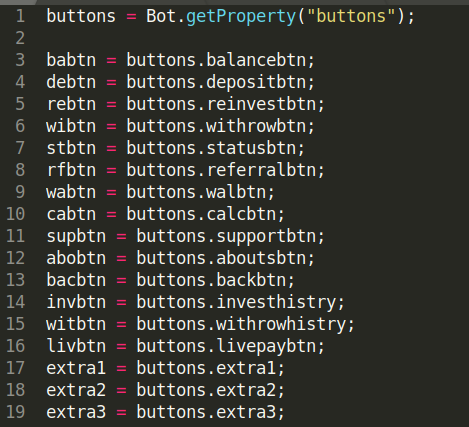 1 buttons = Bot.getProperty("buttons");
2
3 babtn = buttons.balancebtn;
4 debtn = buttons.depositbtn;
5 rebtn = buttons.reinvestbtn;
6 wibtn = buttons.withrowbtn;
7 stbtn = buttons.statusbtn;
8 rfbtn = buttons.referralbtn;
9 wabtn = buttons.walbtn;
10 cabtn = buttons.calcbtn;
11 supbtn = buttons.supportbtn;
12 abobtn = buttons.aboutsbtn;
13 bacbtn = buttons.backbtn;
14 invbtn = buttons.investhistry;
15 witbtn = buttons.withrowhistry;
16 livbtn = buttons.livepaybtn;
17 extra1 = buttons.extra1;
18 extra2 = buttons.extra2;
19 extra3 = buttons.extra3;